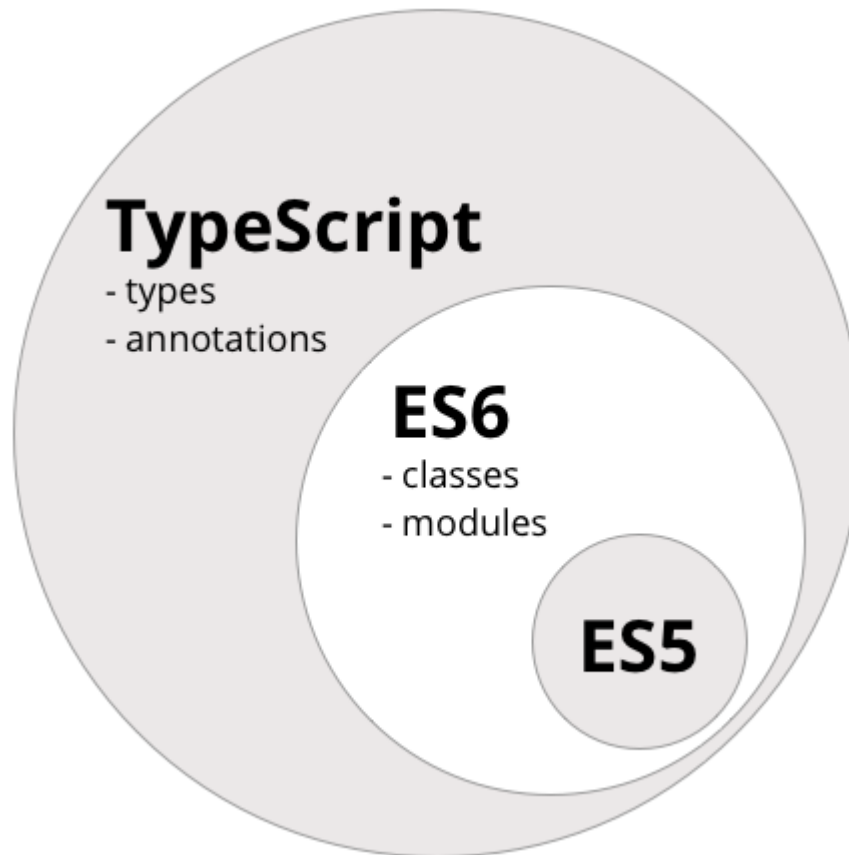 TypeScript
- types
- annotations
ES6
- classes
- modules
ES5